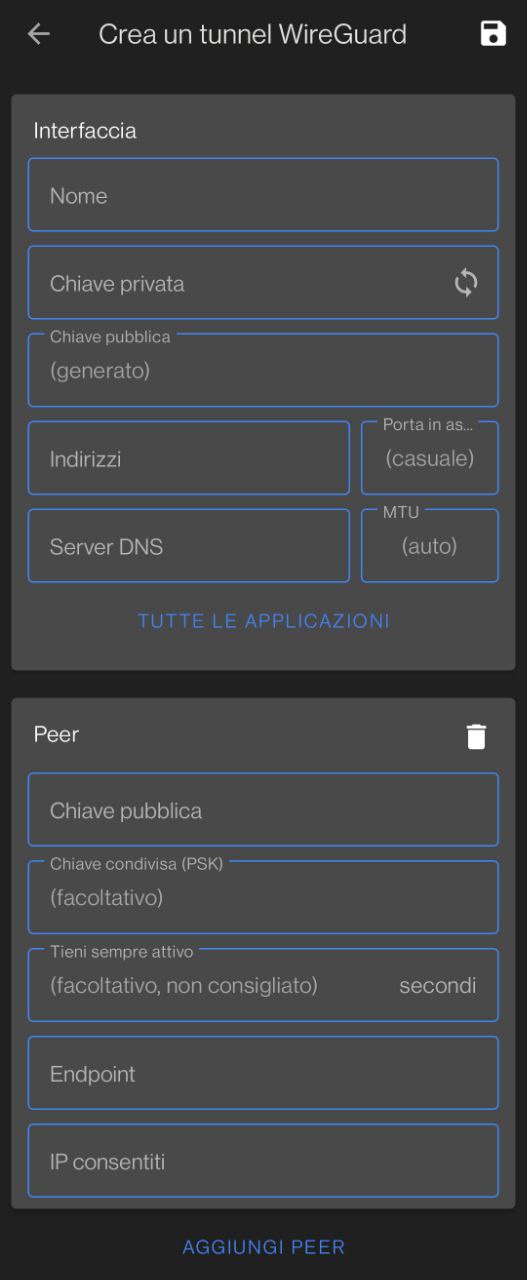 Crea un tunnel WireGuard
Interfaccia
Nome
Chiave privata
Chiave pubblica
(generato)
Indirizzi
Porta in as...
(casuale)
Server DNS
MTU
(auto)
TUTTE LE APPLICAZIONI
Peer
Chiave pubblica
Chiave condivisa (PSK)
(facoltativo)
Tieni sempre attivo
(facoltativo, non consigliato) secondi
Endpoint
IP consentiti
AGGIUNGI PEER